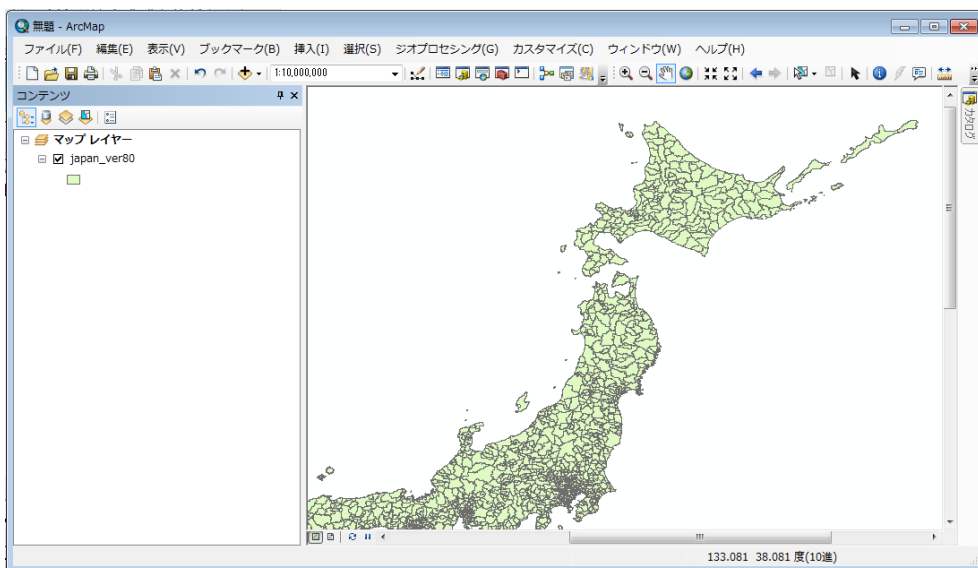 無題 - ArcMap
ファイル(F) 編集(E) 表示(V) ブックマーク(B) 挿入(I) 選択(S) ジオプロセシング(G) カスタマイズ(C) ウィンドウ(W) ヘルプ(H)
1:10,000,000
コンテンツ
カタログ
マップ レイヤー
japan_ver80
133.081 38.081 度(10進)